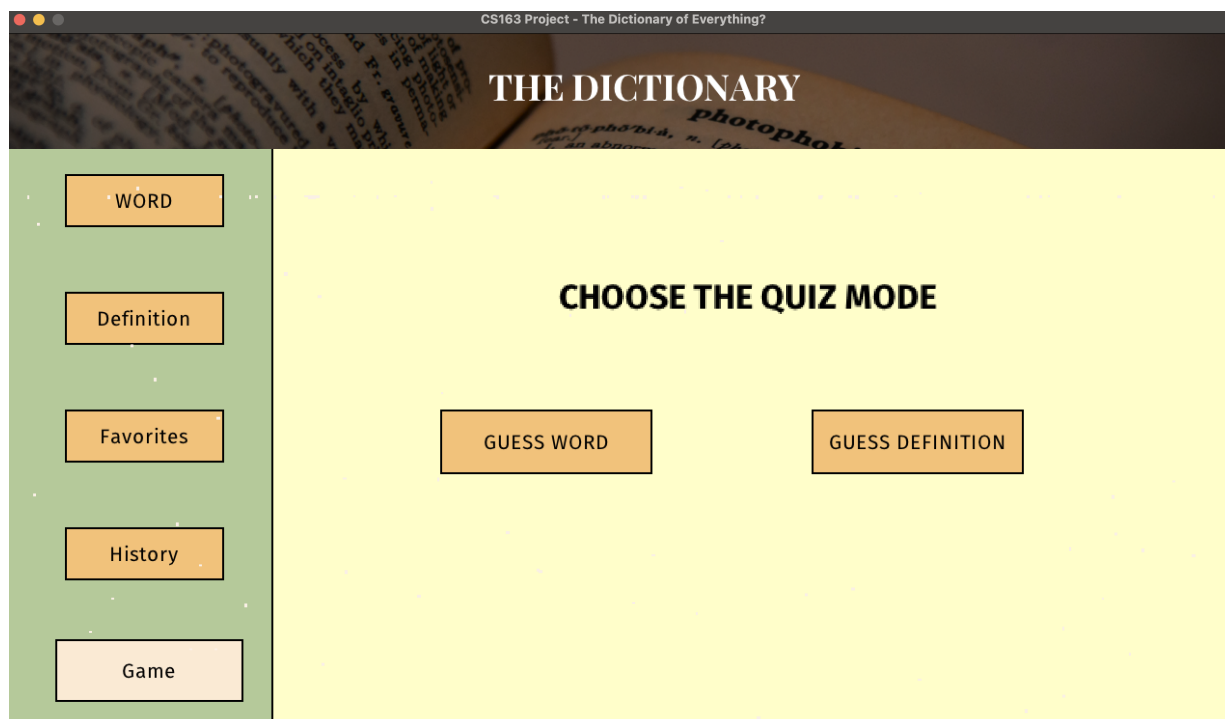 CS163 Project - The Dictionary of Everything?
THE DICTIONARY
photopho
WORD
Definition
Favorites
History
Game
CHOOSE THE QUIZ MODE
GUESS WORD
GUESS DEFINITION